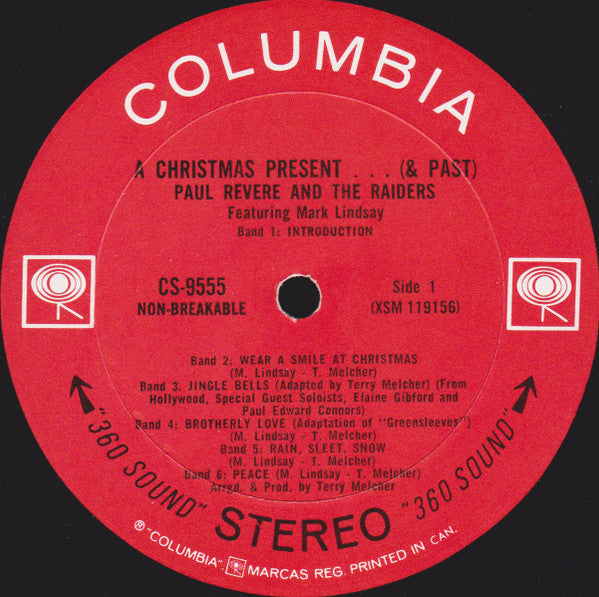 COLUMBIA
A CHRISTMAS PRESENT . . . (& PAST)
PAUL REVERE AND THE RAIDERS
Featuring Mark Lindsay
Band 1: INTRODUCTION
CS-9555
NON-BREAKABLE
Side 1
(XSM 119156)
Band 2: WEAR A SMILE AT CHRISTMAS
(M. Lindsay - T. Melcher)
Band 3. JINGLE BELLS (Adapted by Terry Melcher) (From
Hollywood, Special Guest Soloists, Elaine Gibford and
Paul Edward Connors)
Band 4: BROTHERLY LOVE (Adaptation of "Greensleeves")
(M. Lindsay - T. Melcher)
Band 5: RAIN, SLEET, SNOW
(M. Lindsay - T. Melcher)
Band 6: PEACE (M. Lindsay - T. Melcher)
Arred. & Prod. by Terry Melcher
"360 SOUND" STEREO "360 SOUND"
® "COLUMBIA", MARCAS REG. PRINTED IN CAN.